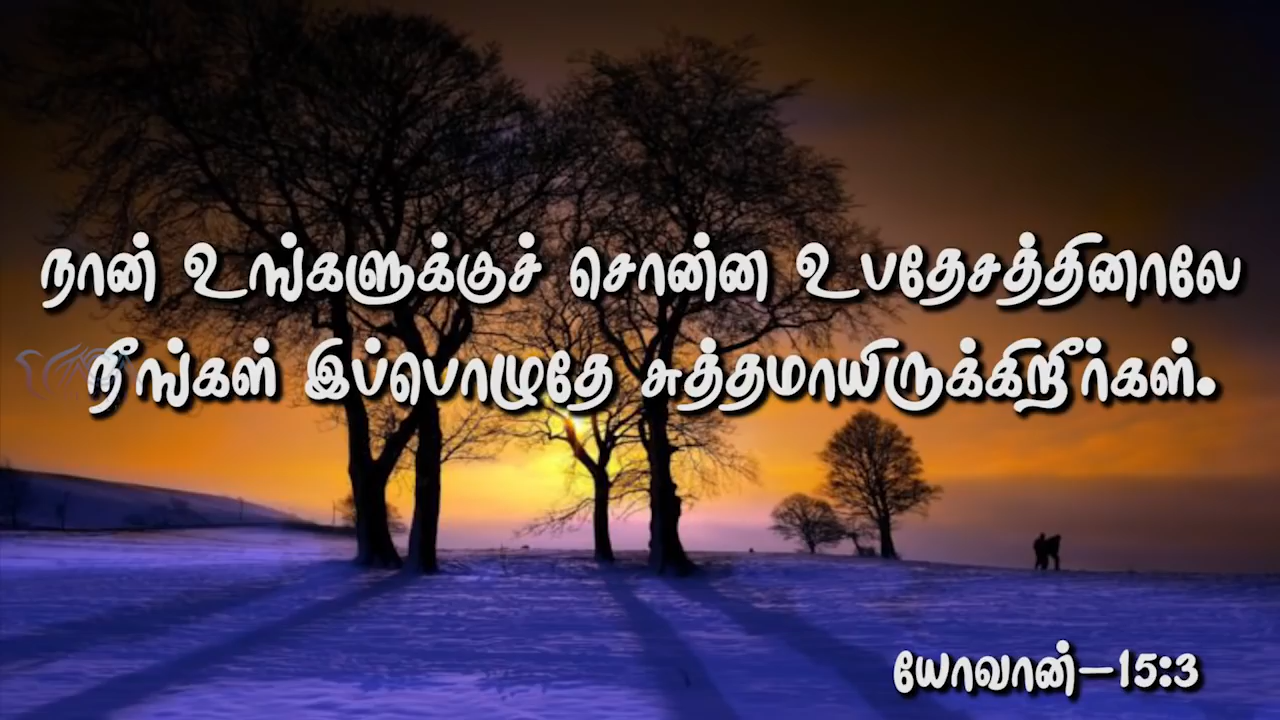 நான் உங்களுக்குச் சொன்ன உபதேசத்தினாலே
நீங்கள் இப்பொழுதே சுத்தமாயிருக்கிறீர்கள்.
யோவான்-15:3